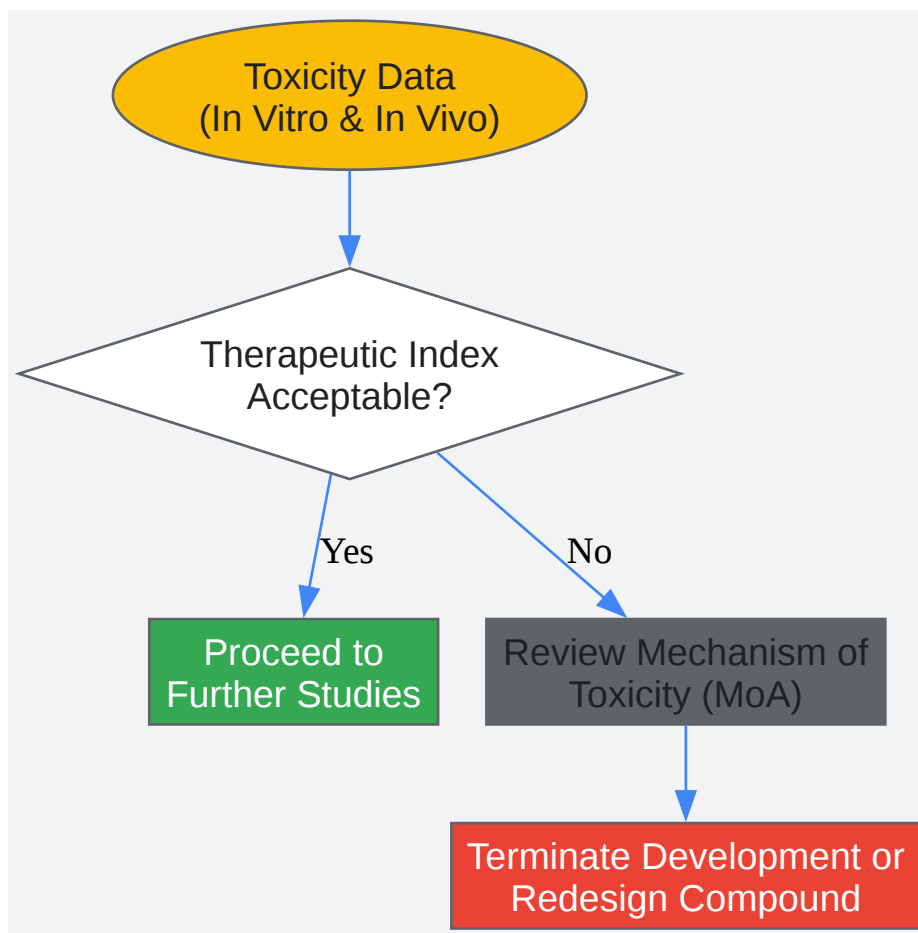 Toxicity Data
(In Vitro & In Vivo)
Therapeutic Index
Acceptable?
Yes
No
Proceed to
Further Studies
Review Mechanism of
Toxicity (MoA)
Terminate Development or
Redesign Compound